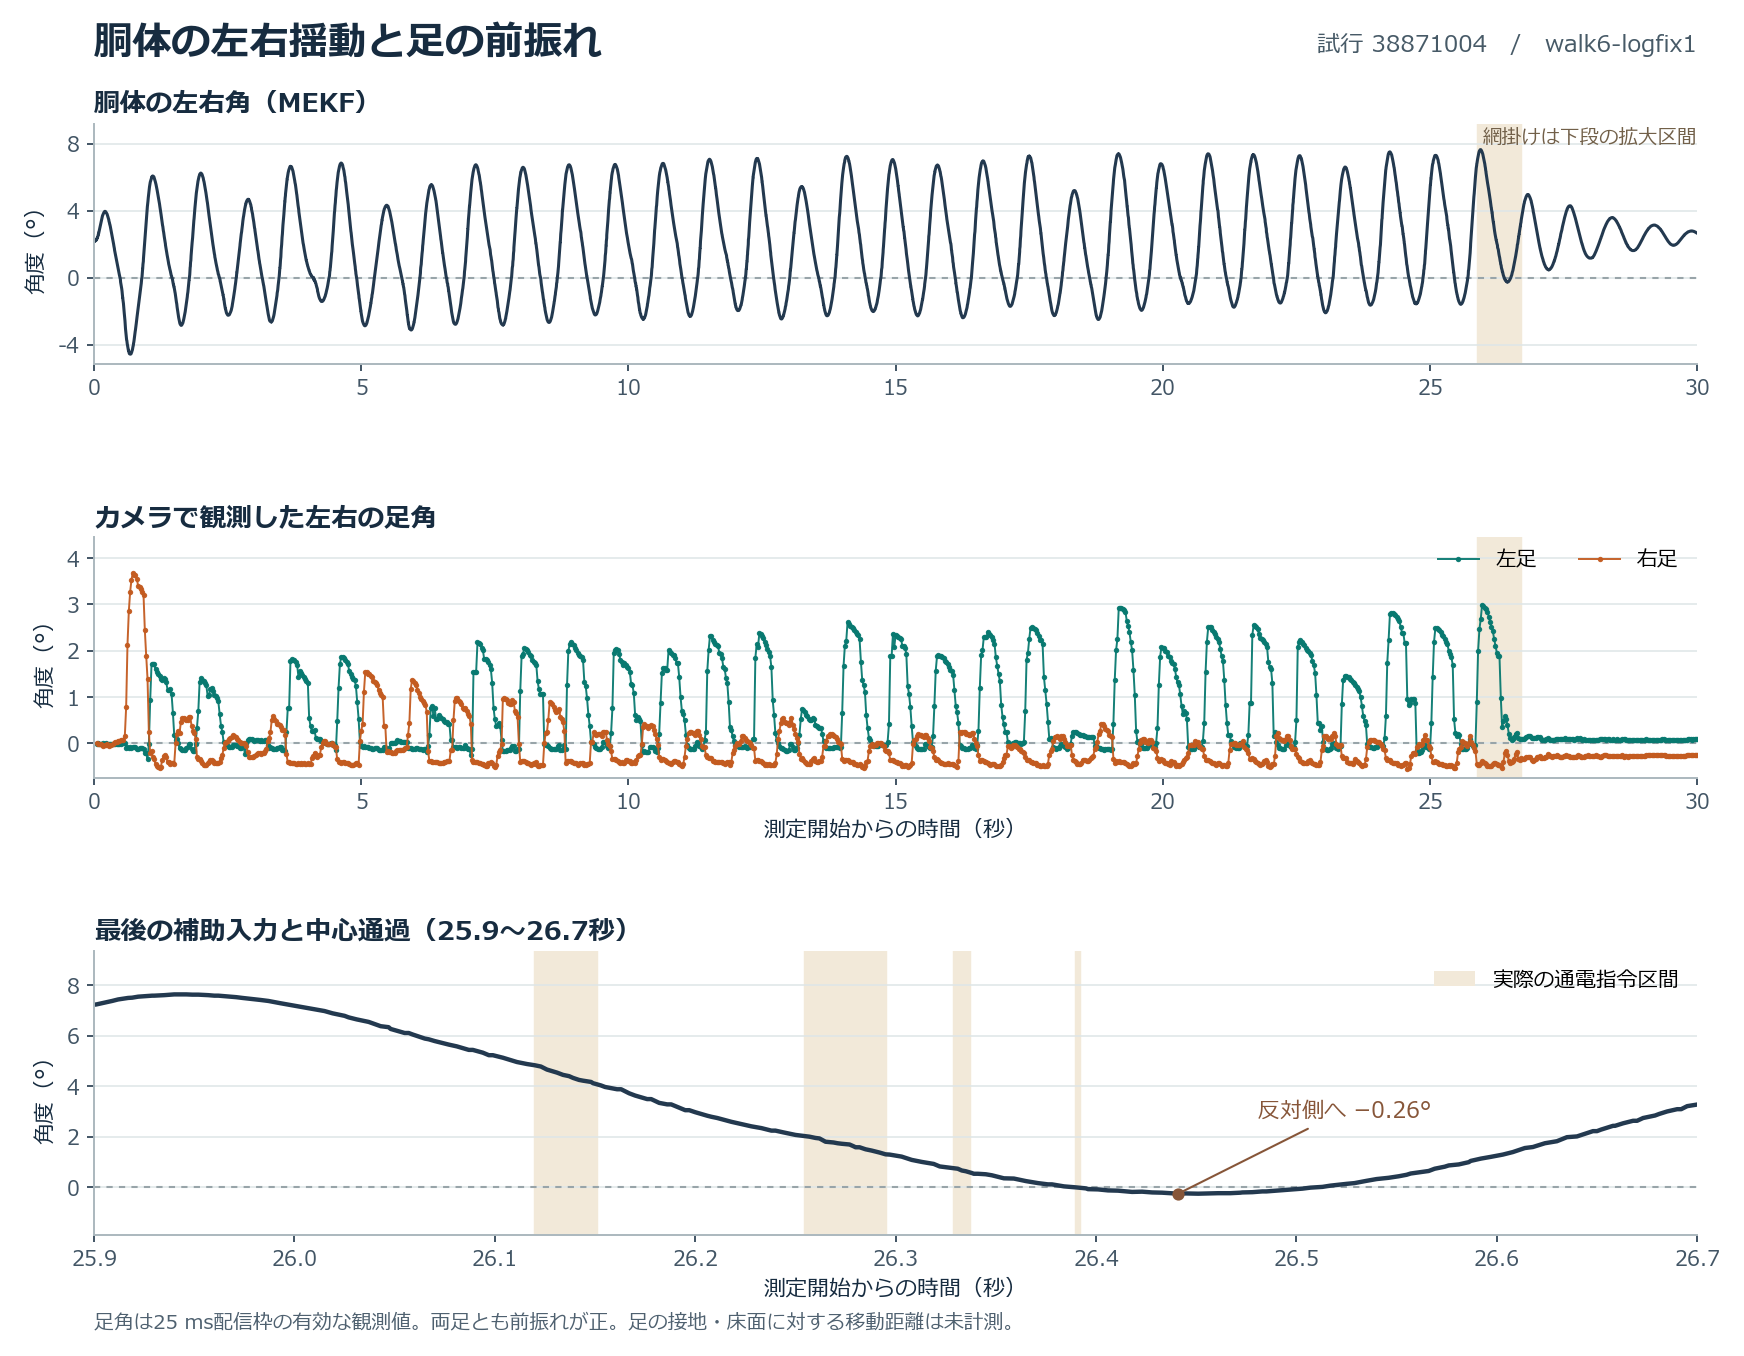 胴体の左右揺動と足の前振れ
試行 38871004 / walk6-logfix1
胴体の左右角（MEKF）
網掛けは下段の拡大区間
角度（°）
8
4
0
-4
0 5 10 15 20 25 30
カメラで観測した左右の足角
左足 右足
角度（°）
4
3
2
1
0
0 5 10 15 20 25 30
測定開始からの時間（秒）
最後の補助入力と中心通過（25.9〜26.7秒）
実際の通電指令区間
角度（°）
8
6
4
2
0
反対側へ −0.26°
25.9 26.0 26.1 26.2 26.3 26.4 26.5 26.6 26.7
測定開始からの時間（秒）
足角は25 ms配信枠の有効な観測値。両足とも前振れが正。足の接地・床面に対する移動距離は未計測。